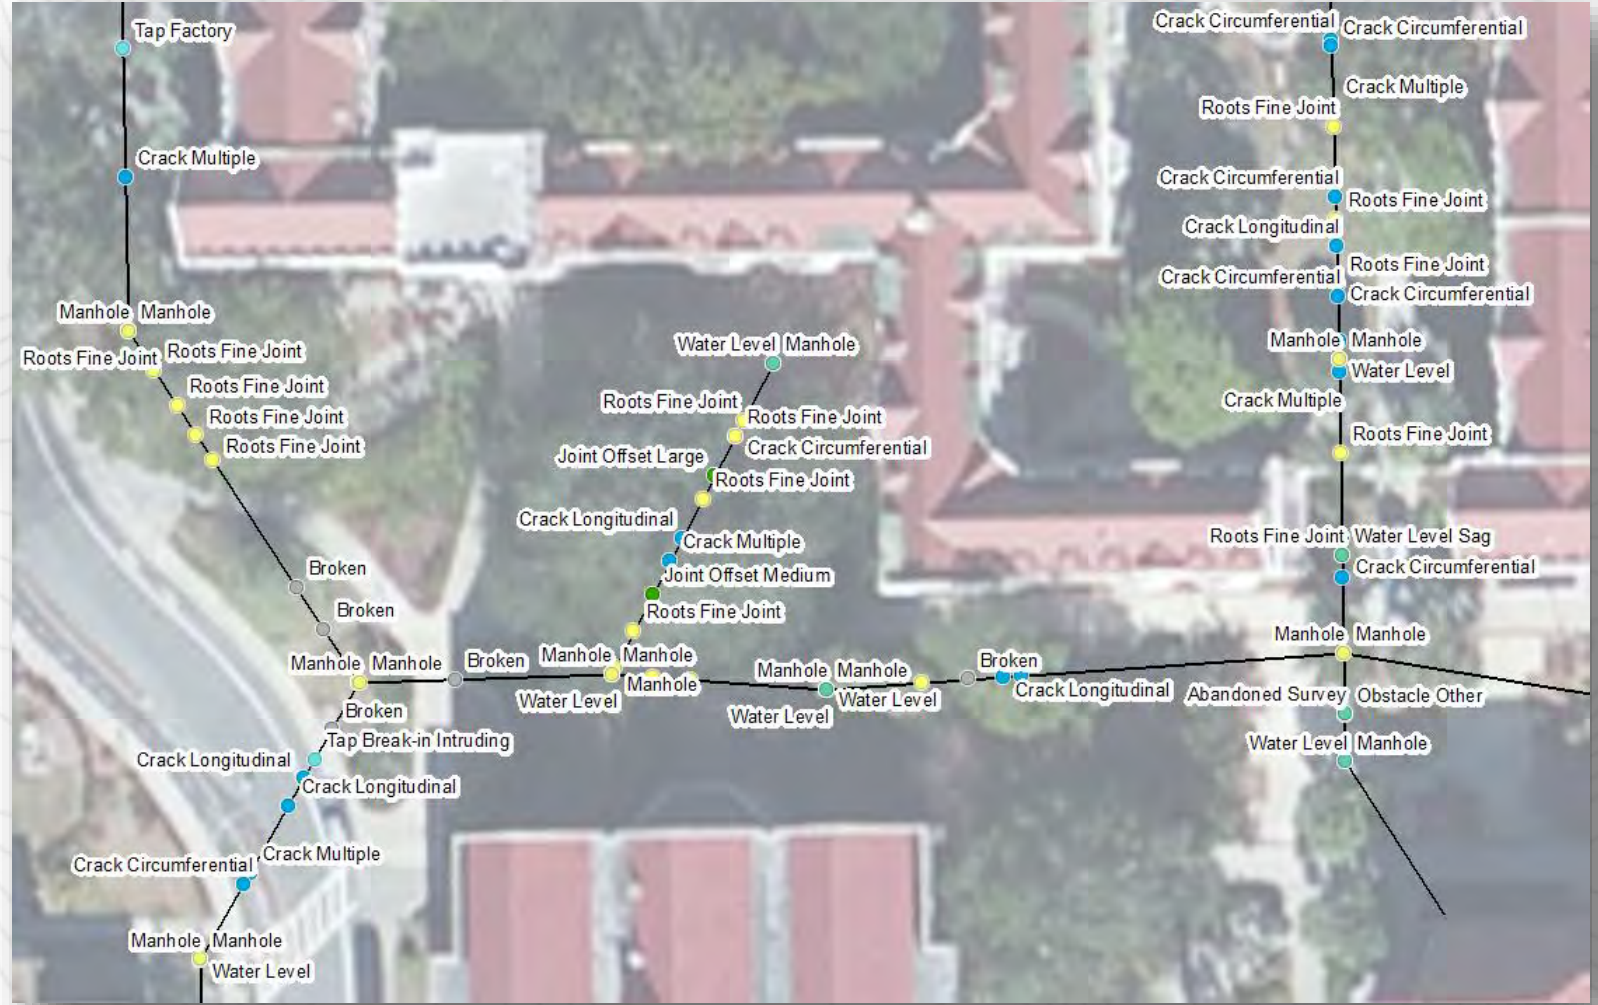 Tap Factory
Crack Multiple
Manhole Manhole
Roots Fine Joint Roots Fine Joint
Roots Fine Joint
Roots Fine Joint
Roots Fine Joint
Broken
Broken
Manhole Manhole
Broken
Broken
Tap Break-in Intruding
Crack Longitudinal
Crack Longitudinal
Crack Multiple
Crack Circumferential
Manhole Manhole
Water Level
Water Level Manhole
Roots Fine Joint
Roots Fine Joint
Crack Circumferential
Joint Offset Large
Roots Fine Joint
Crack Longitudinal
Crack Multiple
Joint Offset Medium
Roots Fine Joint
Manhole Manhole
Manhole
Water Level
Manhole Manhole
Water Level
Water Level
Broken
Crack Longitudinal
Crack Circumferential
Crack Circumferential
Crack Multiple
Roots Fine Joint
Crack Circumferential
Roots Fine Joint
Crack Longitudinal
Roots Fine Joint
Crack Circumferential
Crack Circumferential
Manhole Manhole
Water Level
Crack Multiple
Roots Fine Joint
Roots Fine Joint Water Level Sag
Crack Circumferential
Manhole Manhole
Abandoned Survey Obstacle Other
Water Level Manhole